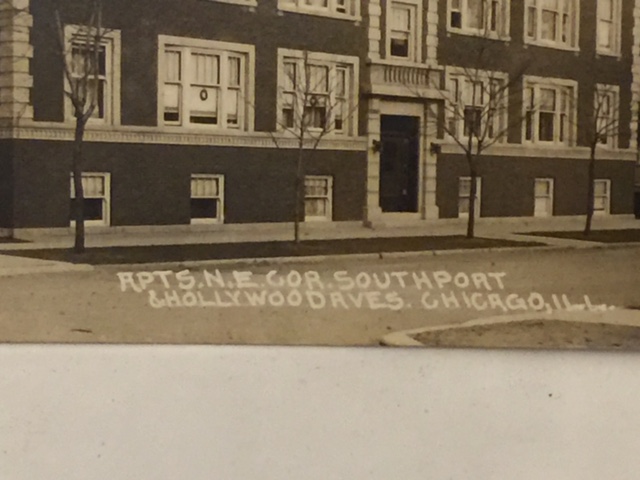 APTS. N.E. COR. SOUTHPORT
& HOLLYWOOD AVES. CHICAGO, ILL.